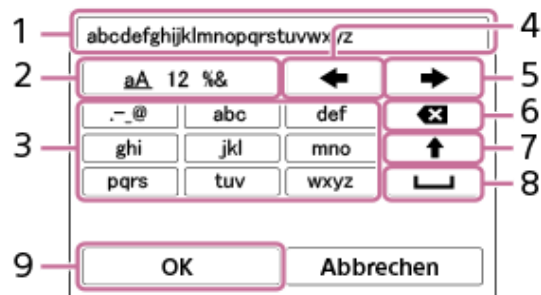 1 abcdefghijklmnopqrstuvwxyz 4
2 aA 12 %& 5
.-_@ abc def 6
3 ghi jkl mno 7
pqrs tuv wxyz 8
9 OK Abbrechen